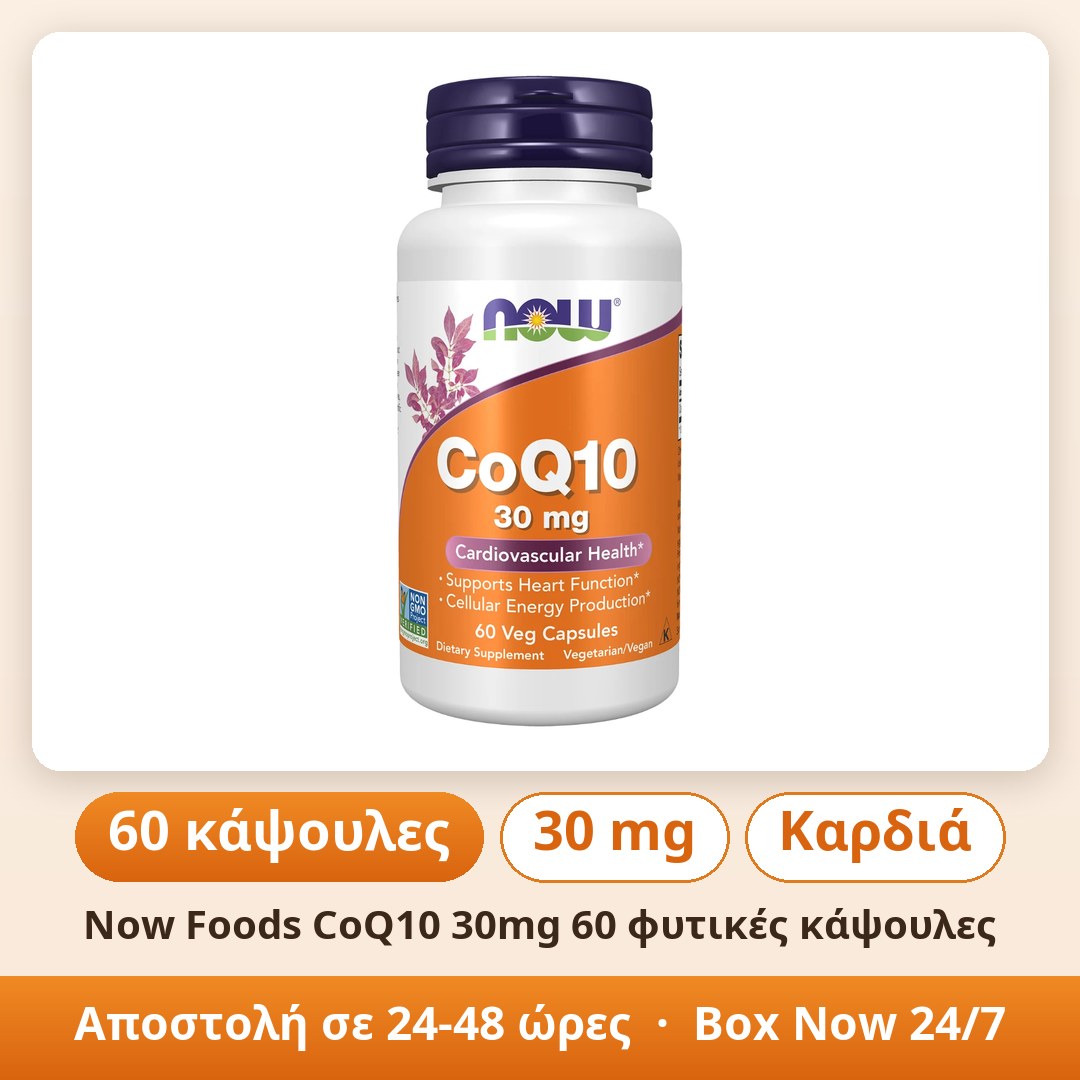 now®
CoQ10
30 mg
Cardiovascular Health*
· Supports Heart Function*
· Cellular Energy Production*
NON
GMO
Project
VERIFIED
60 Veg Capsules
K
Dietary Supplement Vegetarian/Vegan
60 κάψουλες 30 mg Καρδιά
Now Foods CoQ10 30mg 60 φυτικές κάψουλες
Αποστολή σε 24-48 ώρες · Box Now 24/7